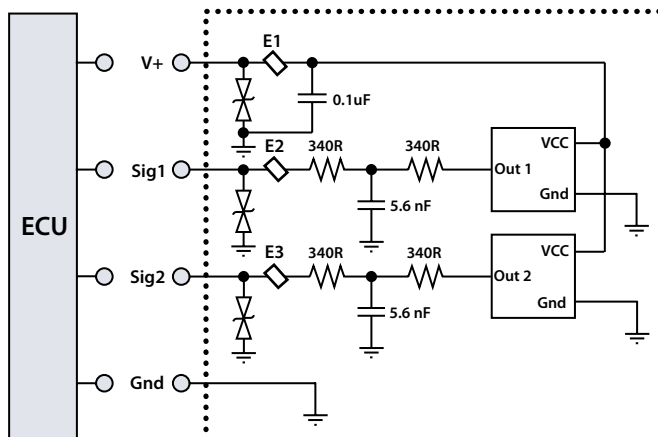 ECU
V+
E1
0.1uF
Sig1
E2
340R
340R
5.6 nF
Out 1
VCC
Gnd
Sig2
E3
340R
340R
5.6 nF
Out 2
VCC
Gnd
Gnd